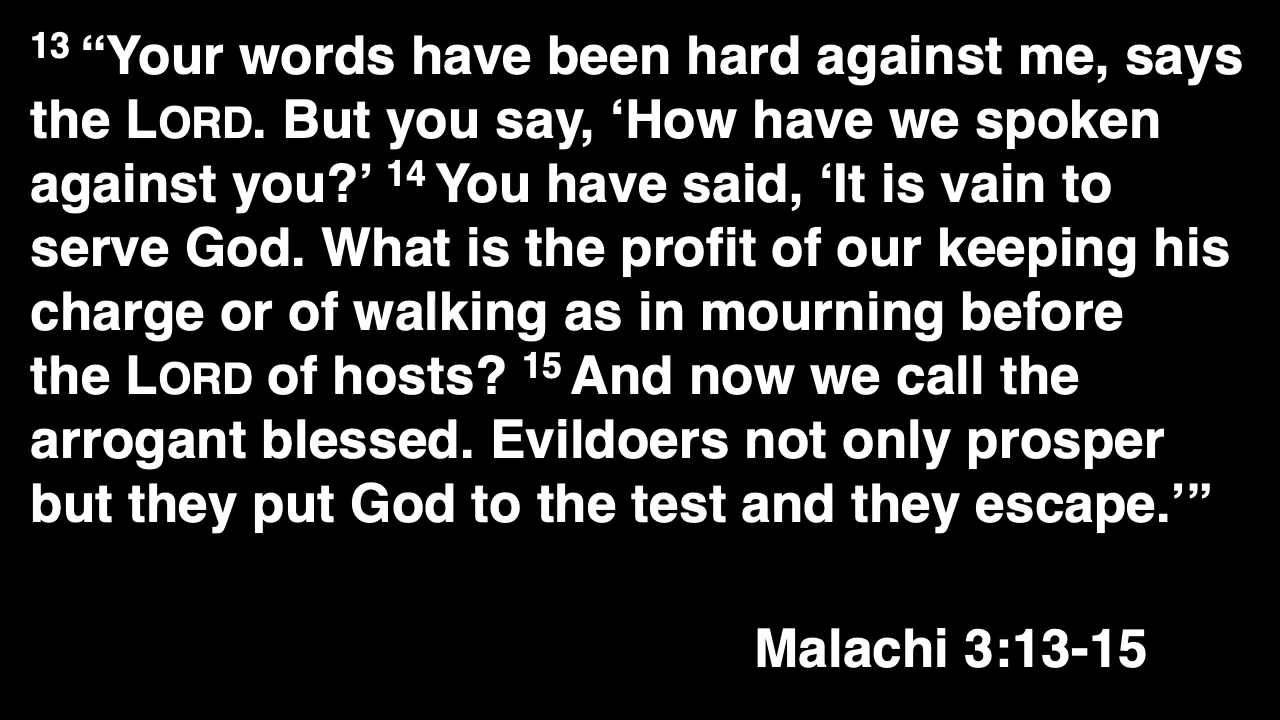 13 “Your words have been hard against me, says
the LORD. But you say, ‘How have we spoken
against you?’ 14 You have said, ‘It is vain to
serve God. What is the profit of our keeping his
charge or of walking as in mourning before
the LORD of hosts? 15 And now we call the
arrogant blessed. Evildoers not only prosper
but they put God to the test and they escape.’”
Malachi 3:13-15